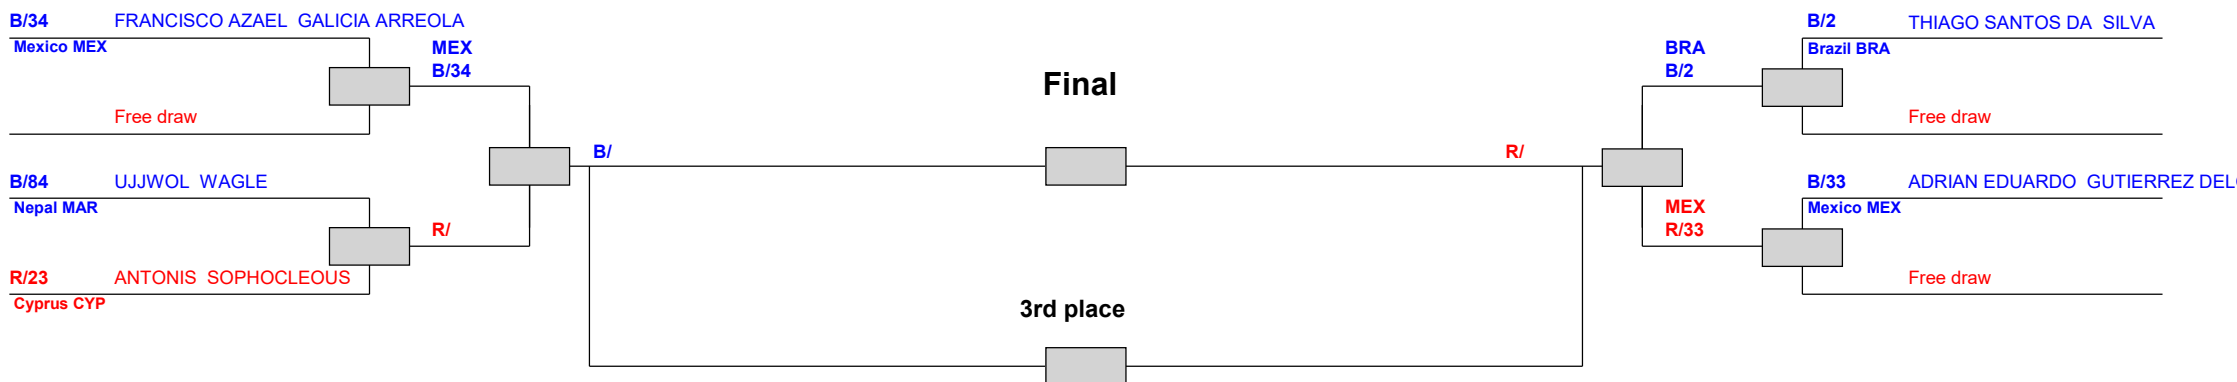 B/34 FRANCISCO AZAEL GALICIA ARREOLA
Mexico MEX
MEX
B/34
Free draw
B/84 UJJWOL WAGLE
Nepal MAR
R/
R/23 ANTONIS SOPHOCLEOUS
Cyprus CYP
B/
Final
3rd place
R/
BRA
B/2
MEX
R/33
B/2 THIAGO SANTOS DA SILVA
Brazil BRA
Free draw
B/33 ADRIAN EDUARDO GUTIERREZ DEL
Mexico MEX
Free draw